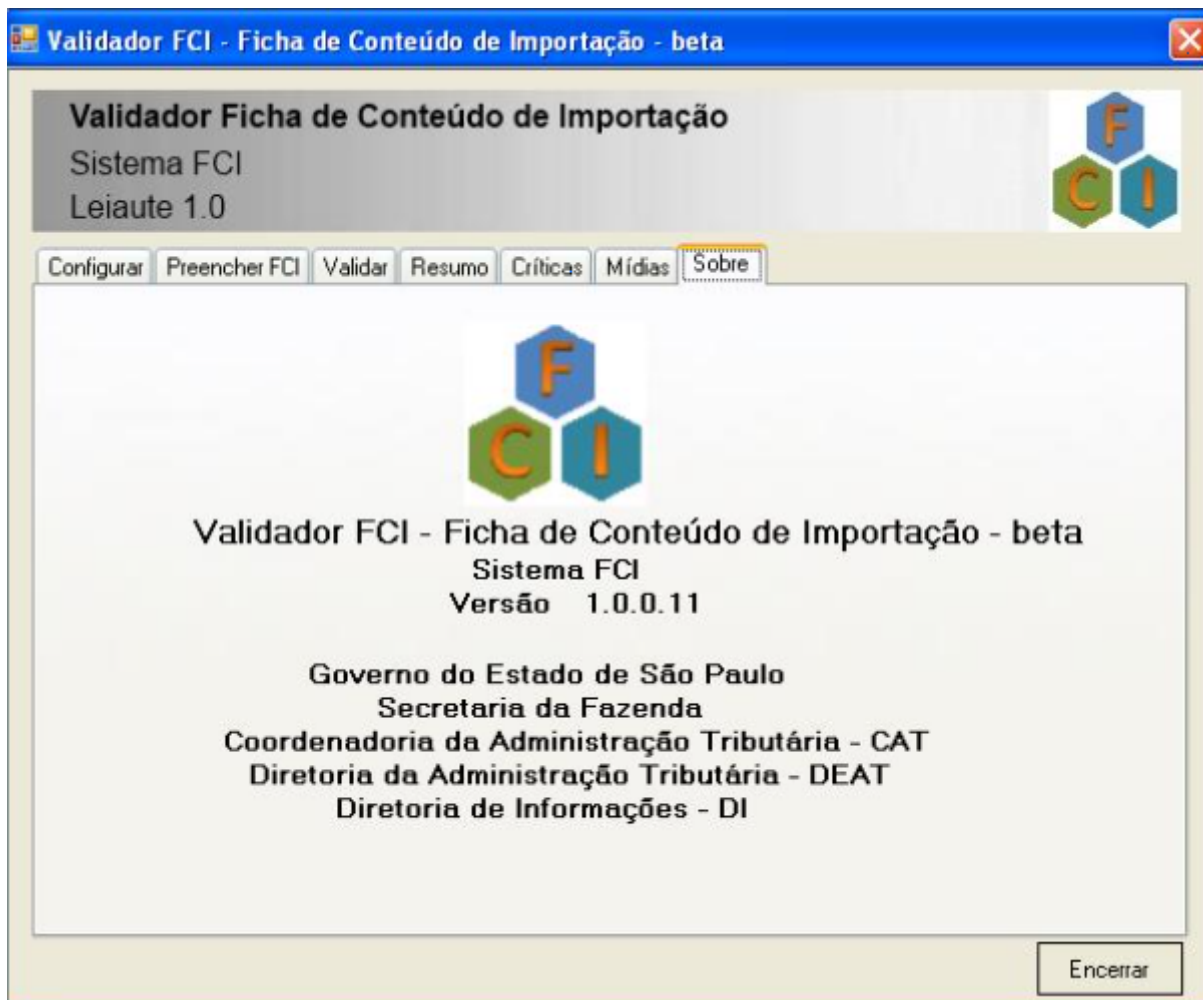 Validador FCI - Ficha de Conteúdo de Importação - beta
Validador Ficha de Conteúdo de Importação
Sistema FCI
Leiaute 1.0
F
C I
Configurar Preencher FCI Validar Resumo Críticas Mídias Sobre
F
C I
Validador FCI - Ficha de Conteúdo de Importação - beta
Sistema FCI
Versão 1.0.0.11
Governo do Estado de São Paulo
Secretaria da Fazenda
Coordenadoria da Administração Tributária - CAT
Diretoria da Administração Tributária - DEAT
Diretoria de Informações - DI
Encerrar